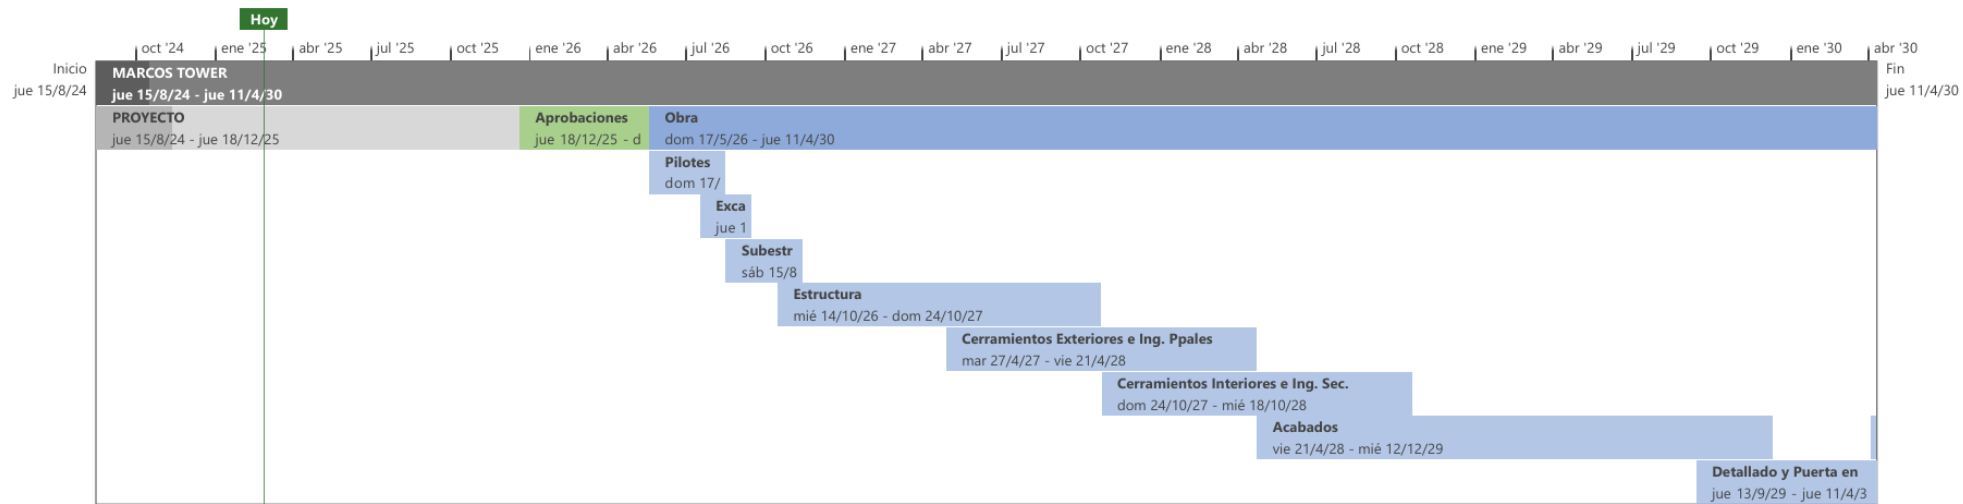 Hoy
oct '24 ene '25 abr '25 jul '25 oct '25 ene '26 abr '26 jul '26 oct '26 ene '27 abr '27 jul '27 oct '27 ene '28 abr '28 jul '28 oct '28 ene '29 abr '29 jul '29 oct '29 ene '30 abr '30
Inicio
jue 15/8/24
MARCOS TOWER
jue 15/8/24 - jue 11/4/30
Fin
jue 11/4/30
PROYECTO
jue 15/8/24 - jue 18/12/25
Aprobaciones
jue 18/12/25 - d
Obra
dom 17/5/26 - jue 11/4/30
Pilotes
dom 17/
Exca
jue 1
Subestr
sáb 15/8
Estructura
mié 14/10/26 - dom 24/10/27
Cerramientos Exteriores e Ing. Ppales
mar 27/4/27 - vie 21/4/28
Cerramientos Interiores e Ing. Sec.
dom 24/10/27 - mié 18/10/28
Acabados
vie 21/4/28 - mié 12/12/29
Detallado y Puerta en
jue 13/9/29 - jue 11/4/3